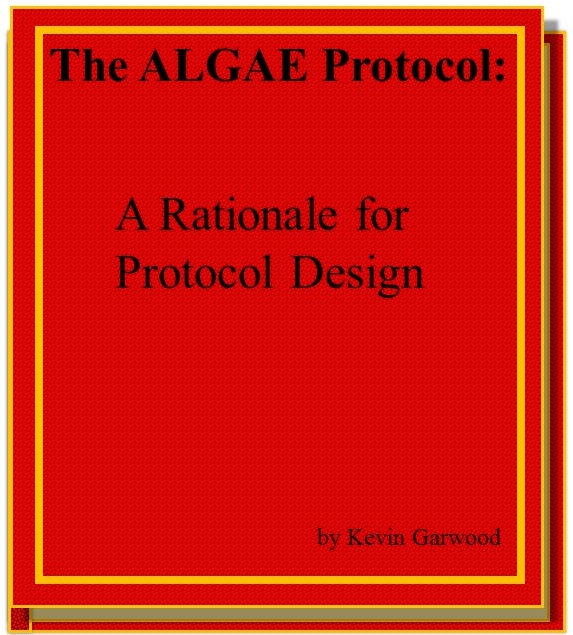 The ALGAE Protocol:
A Rationale for
Protocol Design
by Kevin Garwood